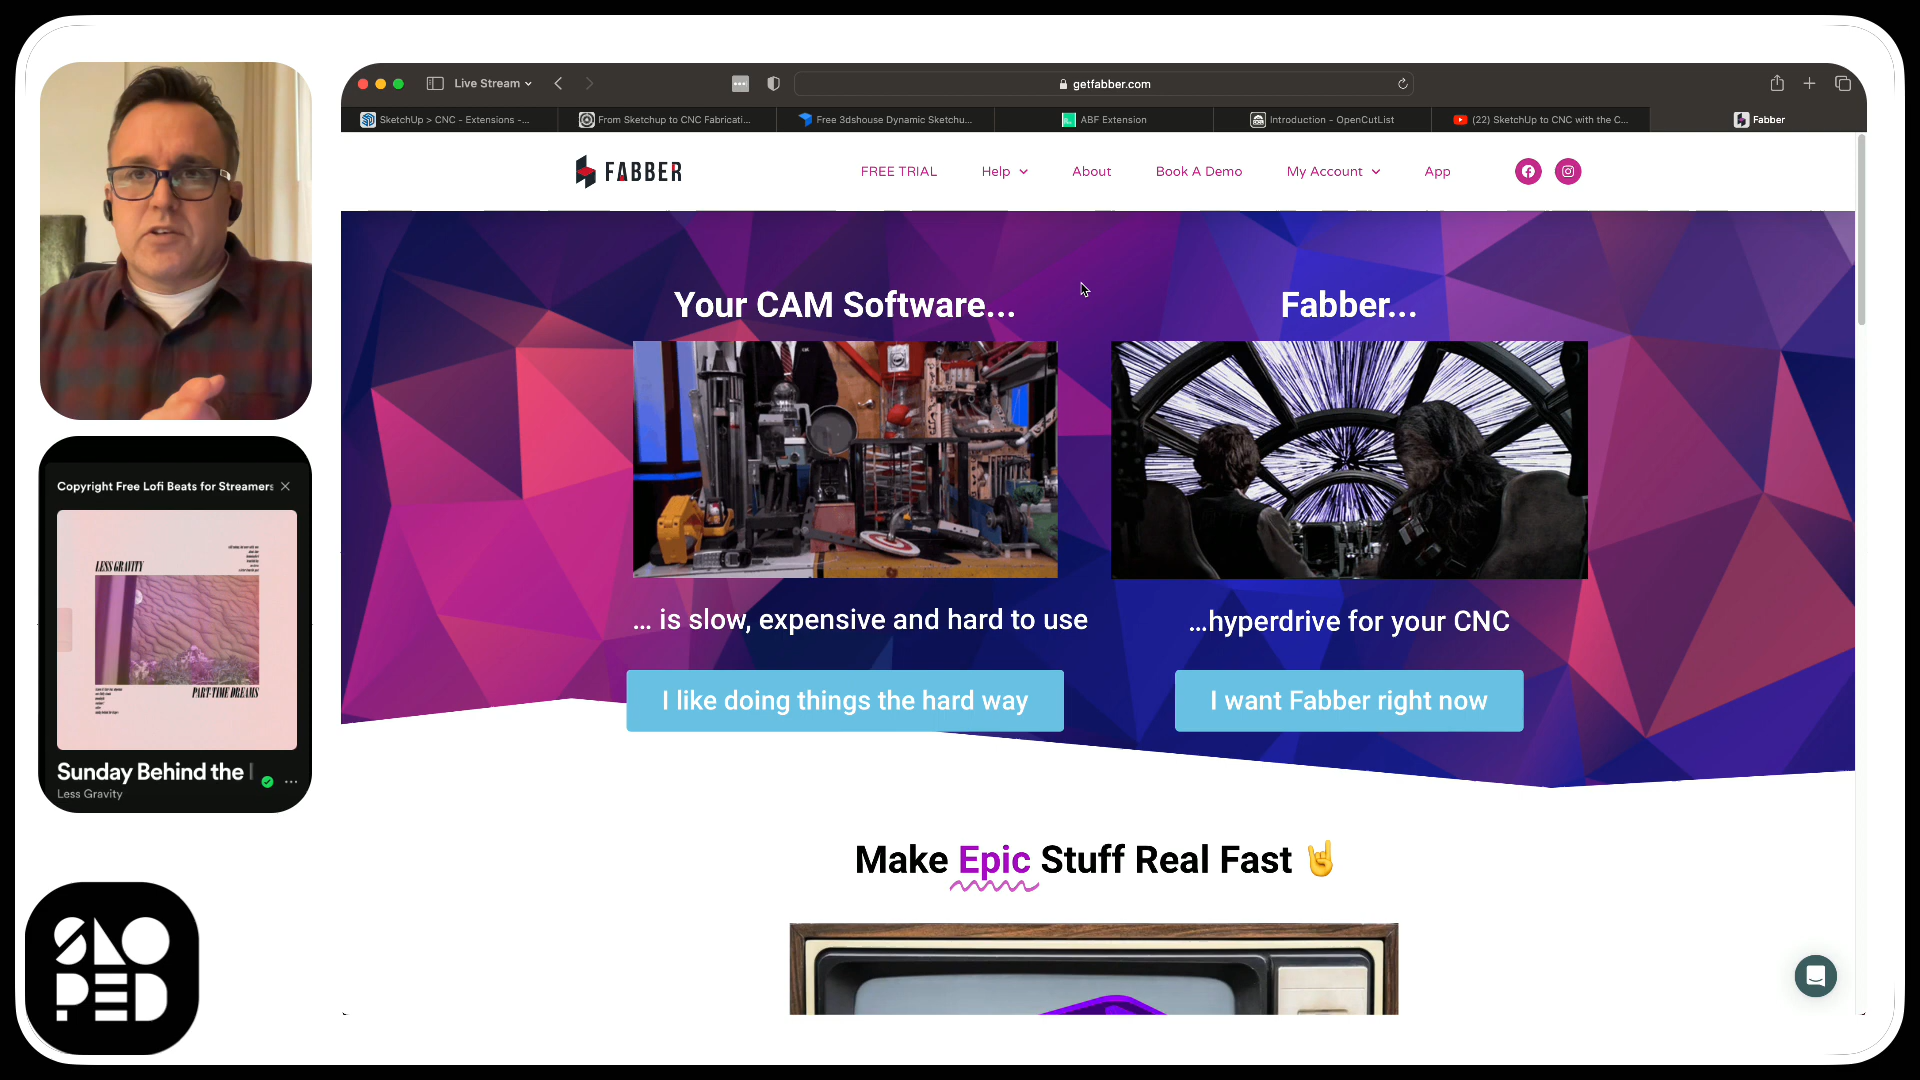 Live Stream
getfabber.com
SketchUp > CNC - Extensions -...
From Sketchup to CNC Fabricati...
Free 3dshouse Dynamic Sketchu...
ABF Extension
Introduction - OpenCutList
(22) SketchUp to CNC with the C...
Fabber
FABBER
FREE TRIAL
Help
About
Book A Demo
My Account
App
Your CAM Software...
Fabber...
... is slow, expensive and hard to use
...hyperdrive for your CNC
I like doing things the hard way
I want Fabber right now
Make Epic Stuff Real Fast 🤘
Copyright Free Lofi Beats for Streamers
LESS GRAVITY
PART-TIME DREAMS
Sunday Behind the
Less Gravity
SLO
PED